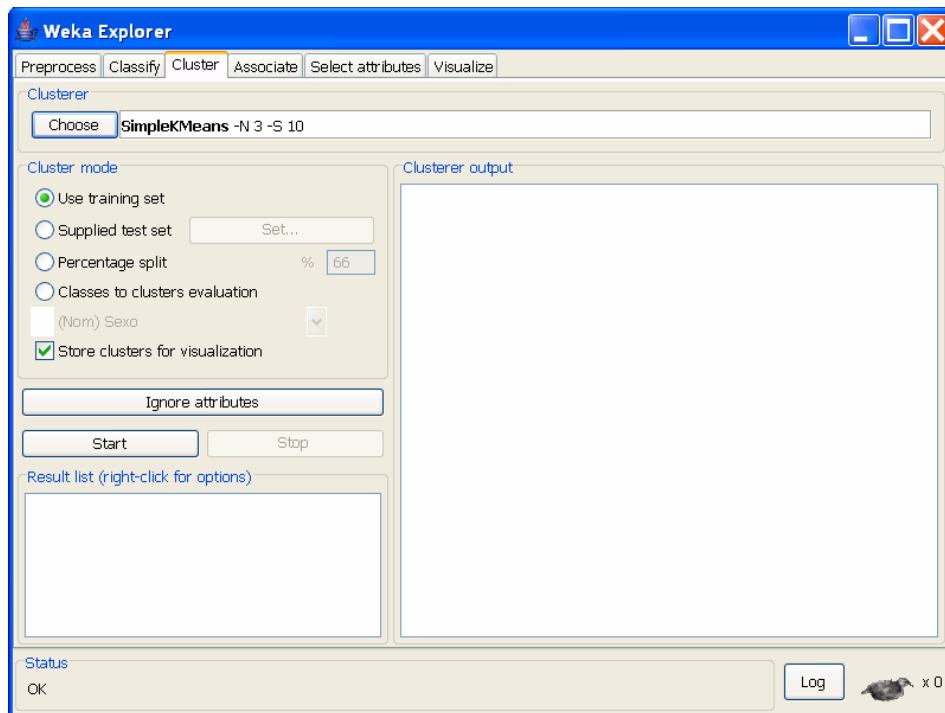 Weka Explorer
Preprocess Classify Cluster Associate Select attributes Visualize
Clusterer
Choose SimpleKMeans -N 3 -S 10
Cluster mode
Use training set
Supplied test set Set...
Percentage split % 66
Classes to clusters evaluation
(Nom) Sexo
Store clusters for visualization
Ignore attributes
Start Stop
Result list (right-click for options)
Clusterer output
Status
OK
Log x 0